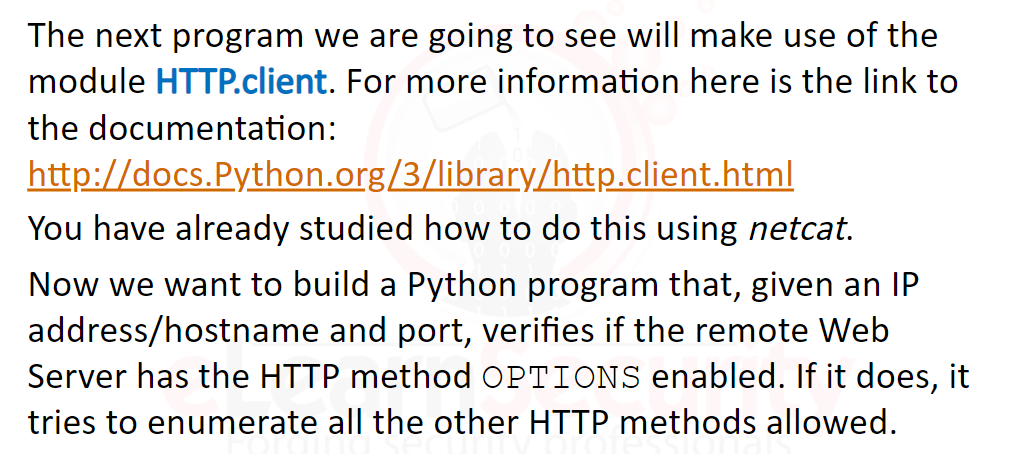 The next program we are going to see will make use of the
module HTTP.client. For more information here is the link to
the documentation:
http://docs.Python.org/3/library/http.client.html
You have already studied how to do this using netcat.
Now we want to build a Python program that, given an IP
address/hostname and port, verifies if the remote Web
Server has the HTTP method OPTIONS enabled. If it does, it
tries to enumerate all the other HTTP methods allowed.
eLearnSecurity
Forging security professionals